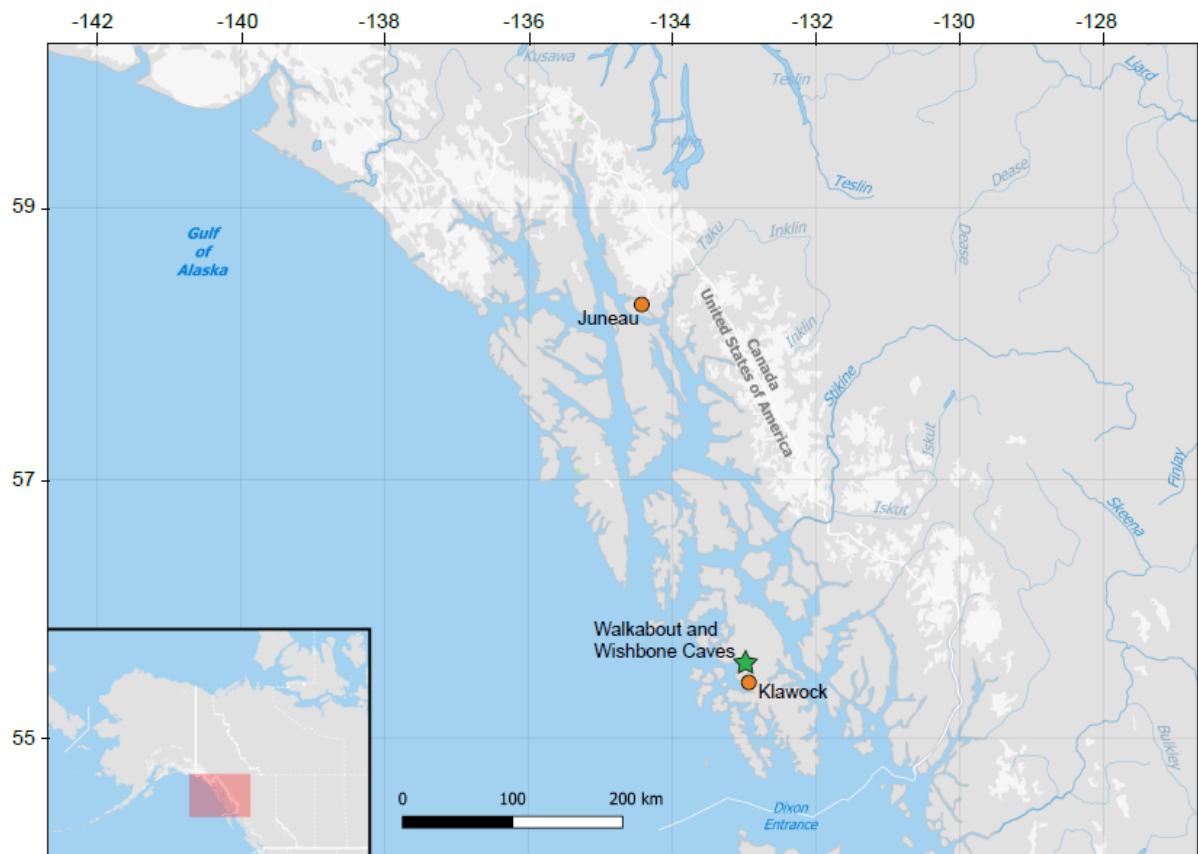 -142 -140 -138 -136 -134 -132 -130 -128
Kusawa
Teslin
Liard
Atlin
Teslin
Dease
59
Gulf
of
Alaska
Taku
Inklin
Dease
Juneau
Inklin
Canada
United States of America
Stikine
57
Iskut
Iskut
Finlay
Skeena
Walkabout and
Wishbone Caves
Klawock
55
Bulkley
0 100 200 km
Dixon
Entrance